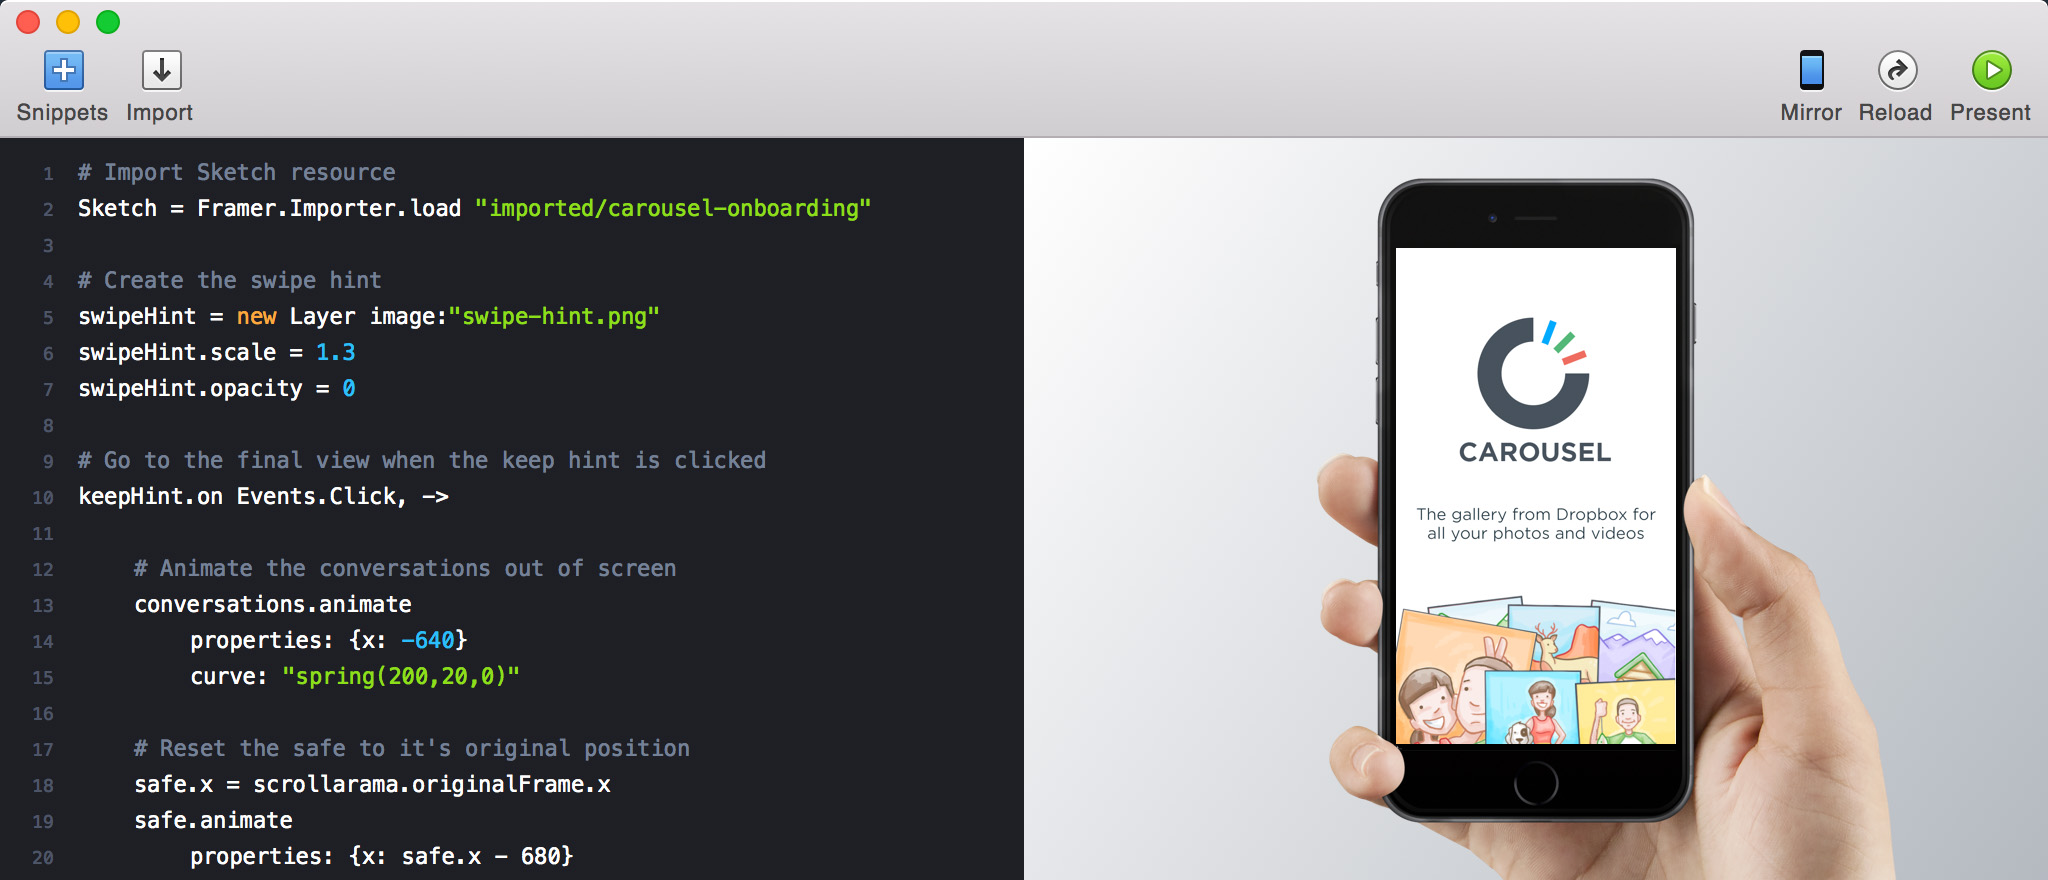 Snippets Import
Mirror Reload Present
1 # Import Sketch resource
2 Sketch = Framer.Importer.load "imported/carousel-onboarding"
3
4 # Create the swipe hint
5 swipeHint = new Layer image:"swipe-hint.png"
6 swipeHint.scale = 1.3
7 swipeHint.opacity = 0
8
9 # Go to the final view when the keep hint is clicked
10 keepHint.on Events.Click, ->
11
12 # Animate the conversations out of screen
13 conversations.animate
14 properties: {x: -640}
15 curve: "spring(200,20,0)"
16
17 # Reset the safe to it's original position
18 safe.x = scrollarama.originalFrame.x
19 safe.animate
20 properties: {x: safe.x - 680}
CAROUSEL
The gallery from Dropbox for
all your photos and videos